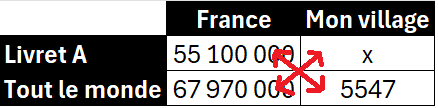 France Mon village
Livret A 55 100 000 x
Tout le monde 67 970 000 5547